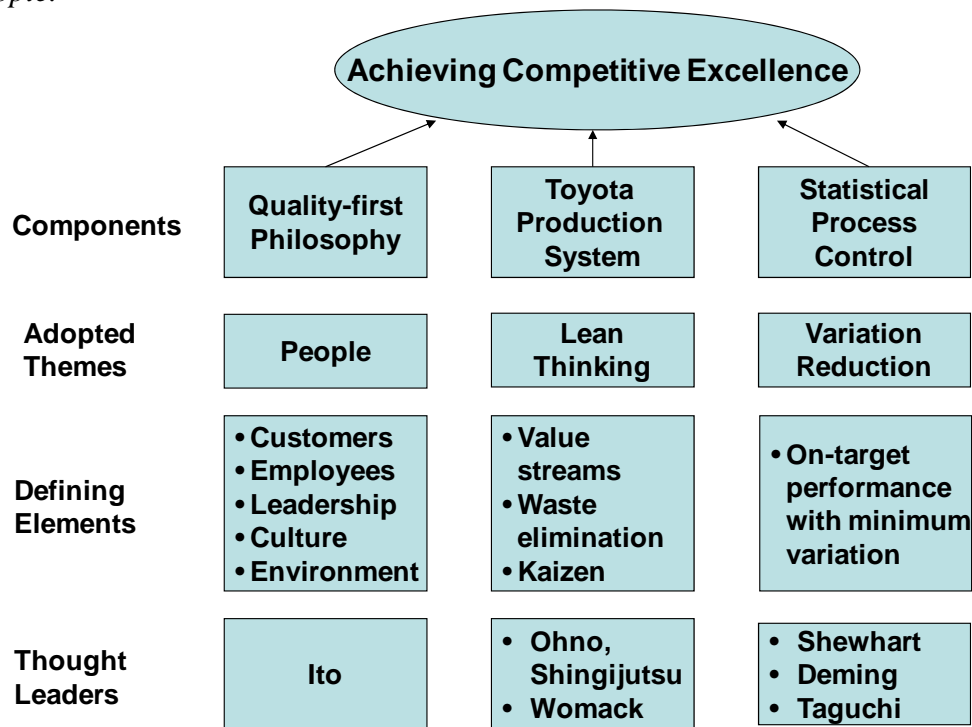 Achieving Competitive Excellence
Components
Quality-first
Philosophy
Toyota
Production
System
Statistical
Process
Control
Adopted
Themes
People
Lean
Thinking
Variation
Reduction
Defining
Elements
• Customers
• Employees
• Leadership
• Culture
• Environment
• Value
streams
• Waste
elimination
• Kaizen
• On-target
performance
with minimum
variation
Thought
Leaders
Ito
• Ohno,
Shingijutsu
• Womack
• Shewhart
• Deming
• Taguchi